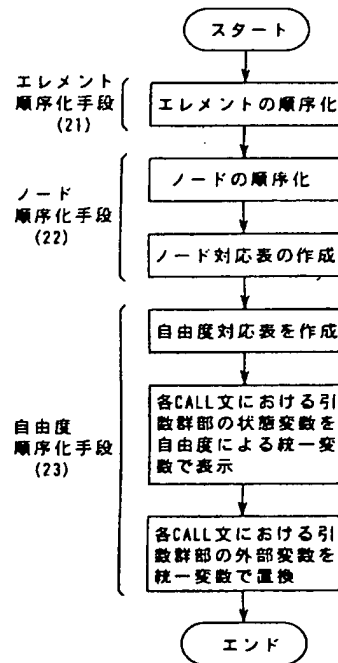 スタート
エレメント
順序化手段
(21)
エレメントの順序化
ノード
順序化手段
(22)
ノードの順序化
ノード対応表の作成
自由度
順序化手段
(23)
自由度対応表を作成
各CALL文における引
数群部の状態変数を
自由度による統一変
数で表示
各CALL文における引
数群部の外部変数を
統一変数で置換
エンド